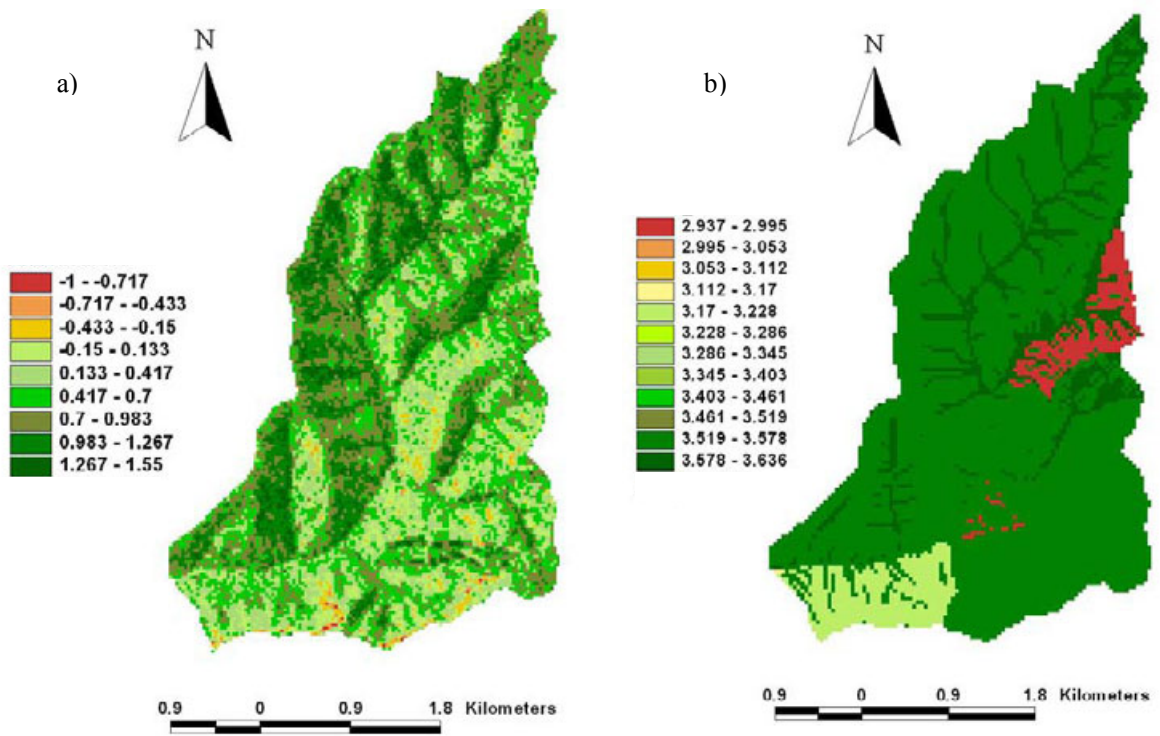 a)
N
-1 - -0.717
-0.717 - -0.433
-0.433 - -0.15
-0.15 - 0.133
0.133 - 0.417
0.417 - 0.7
0.7 - 0.983
0.983 - 1.267
1.267 - 1.55
0.9 0 0.9 1.8 Kilometers
b)
N
2.937 - 2.995
2.995 - 3.053
3.053 - 3.112
3.112 - 3.17
3.17 - 3.228
3.228 - 3.286
3.286 - 3.345
3.345 - 3.403
3.403 - 3.461
3.461 - 3.519
3.519 - 3.578
3.578 - 3.636
0.9 0 0.9 1.8 Kilometers